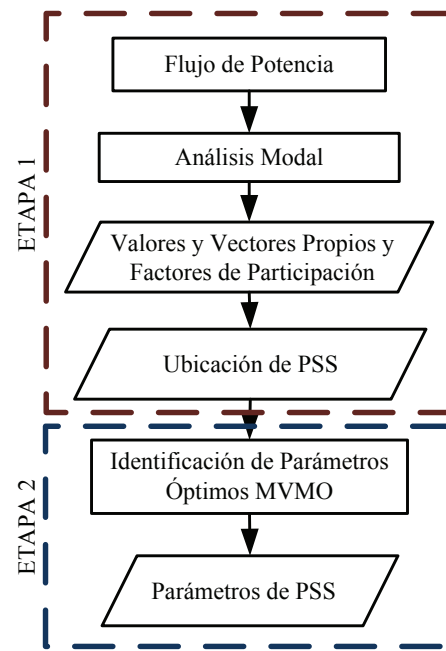 ETAPA 1
Flujo de Potencia
Análisis Modal
Valores y Vectores Propios y
Factores de Participación
Ubicación de PSS
ETAPA 2
Identificación de Parámetros
Óptimos MVMO
Parámetros de PSS